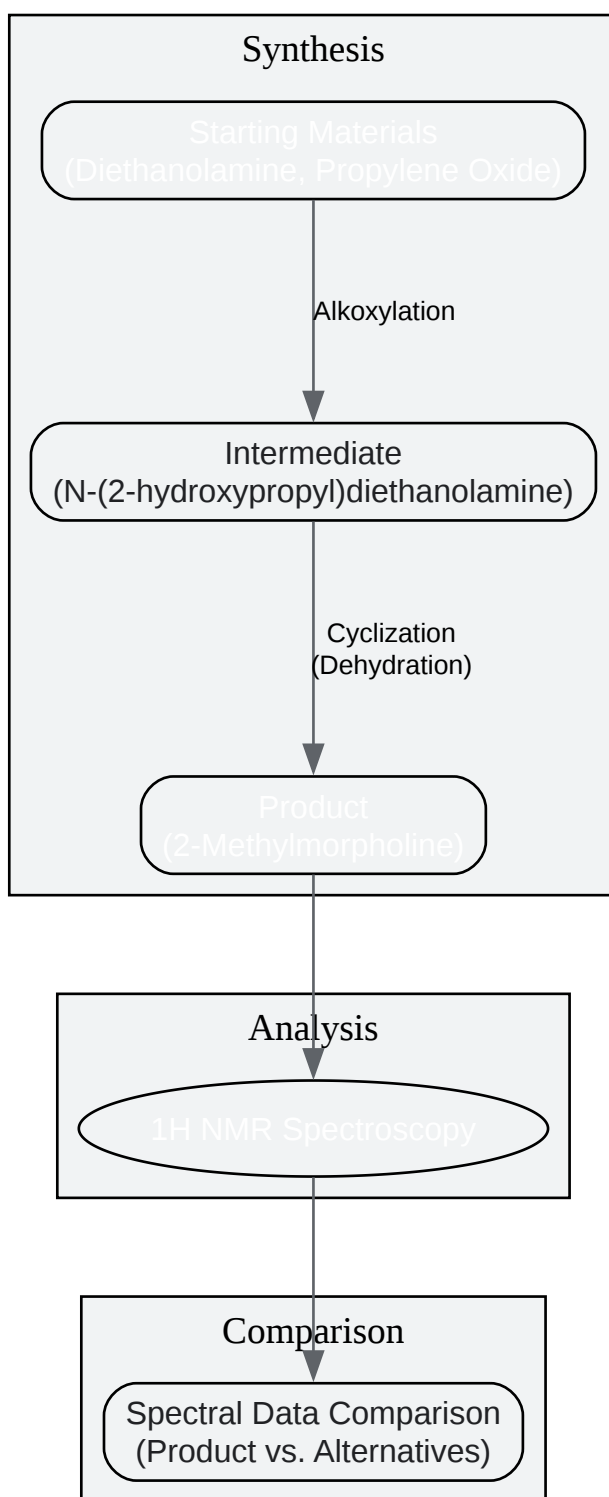 Synthesis
Starting Materials
(Diethanolamine, Propylene Oxide)
Alkoxylation
Intermediate
(N-(2-hydroxypropyl)diethanolamine)
Cyclization
(Dehydration)
Product
(2-Methylmorpholine)
Analysis
1H NMR Spectroscopy
Comparison
Spectral Data Comparison
(Product vs. Alternatives)